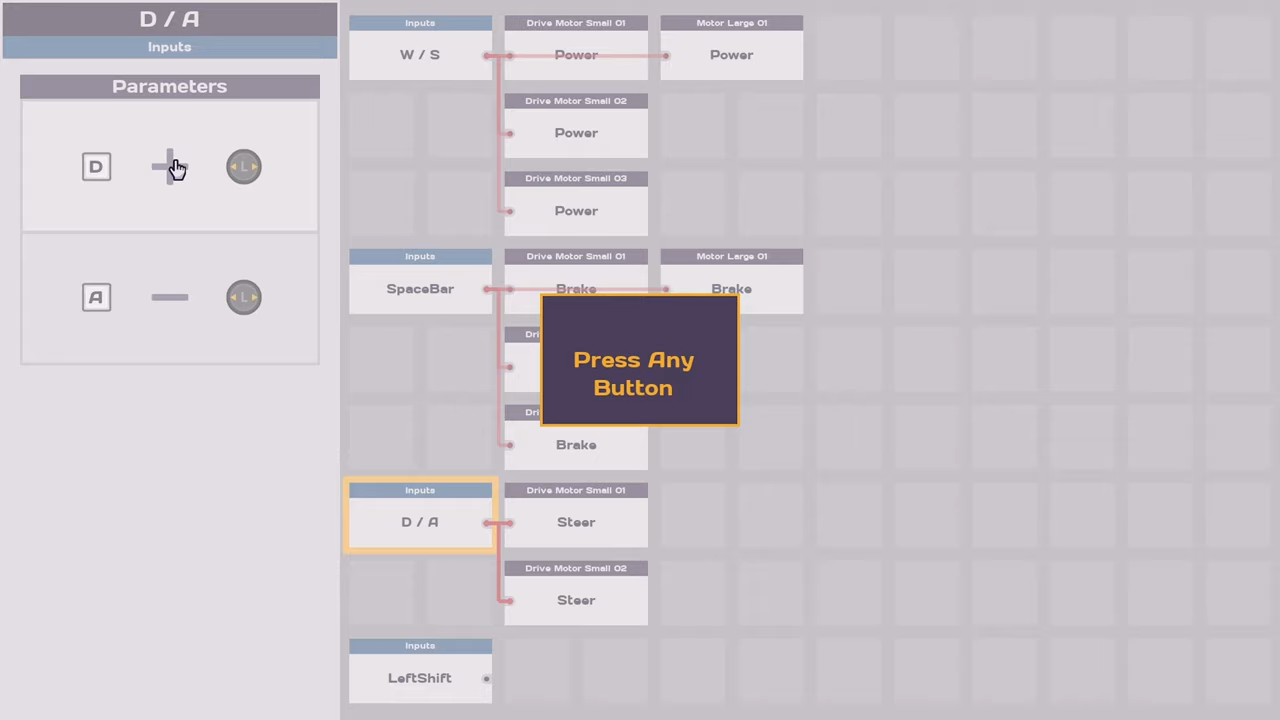 D / A
Inputs
Parameters
D
L
A
L
Inputs
W / S
Drive Motor Small 01
Power
Motor Large 01
Power
Drive Motor Small 02
Power
Drive Motor Small 03
Power
Inputs
SpaceBar
Drive Motor Small 01
Brake
Motor Large 01
Brake
Press Any
Button
Brake
Inputs
D / A
Drive Motor Small 01
Steer
Drive Motor Small 02
Steer
Inputs
LeftShift